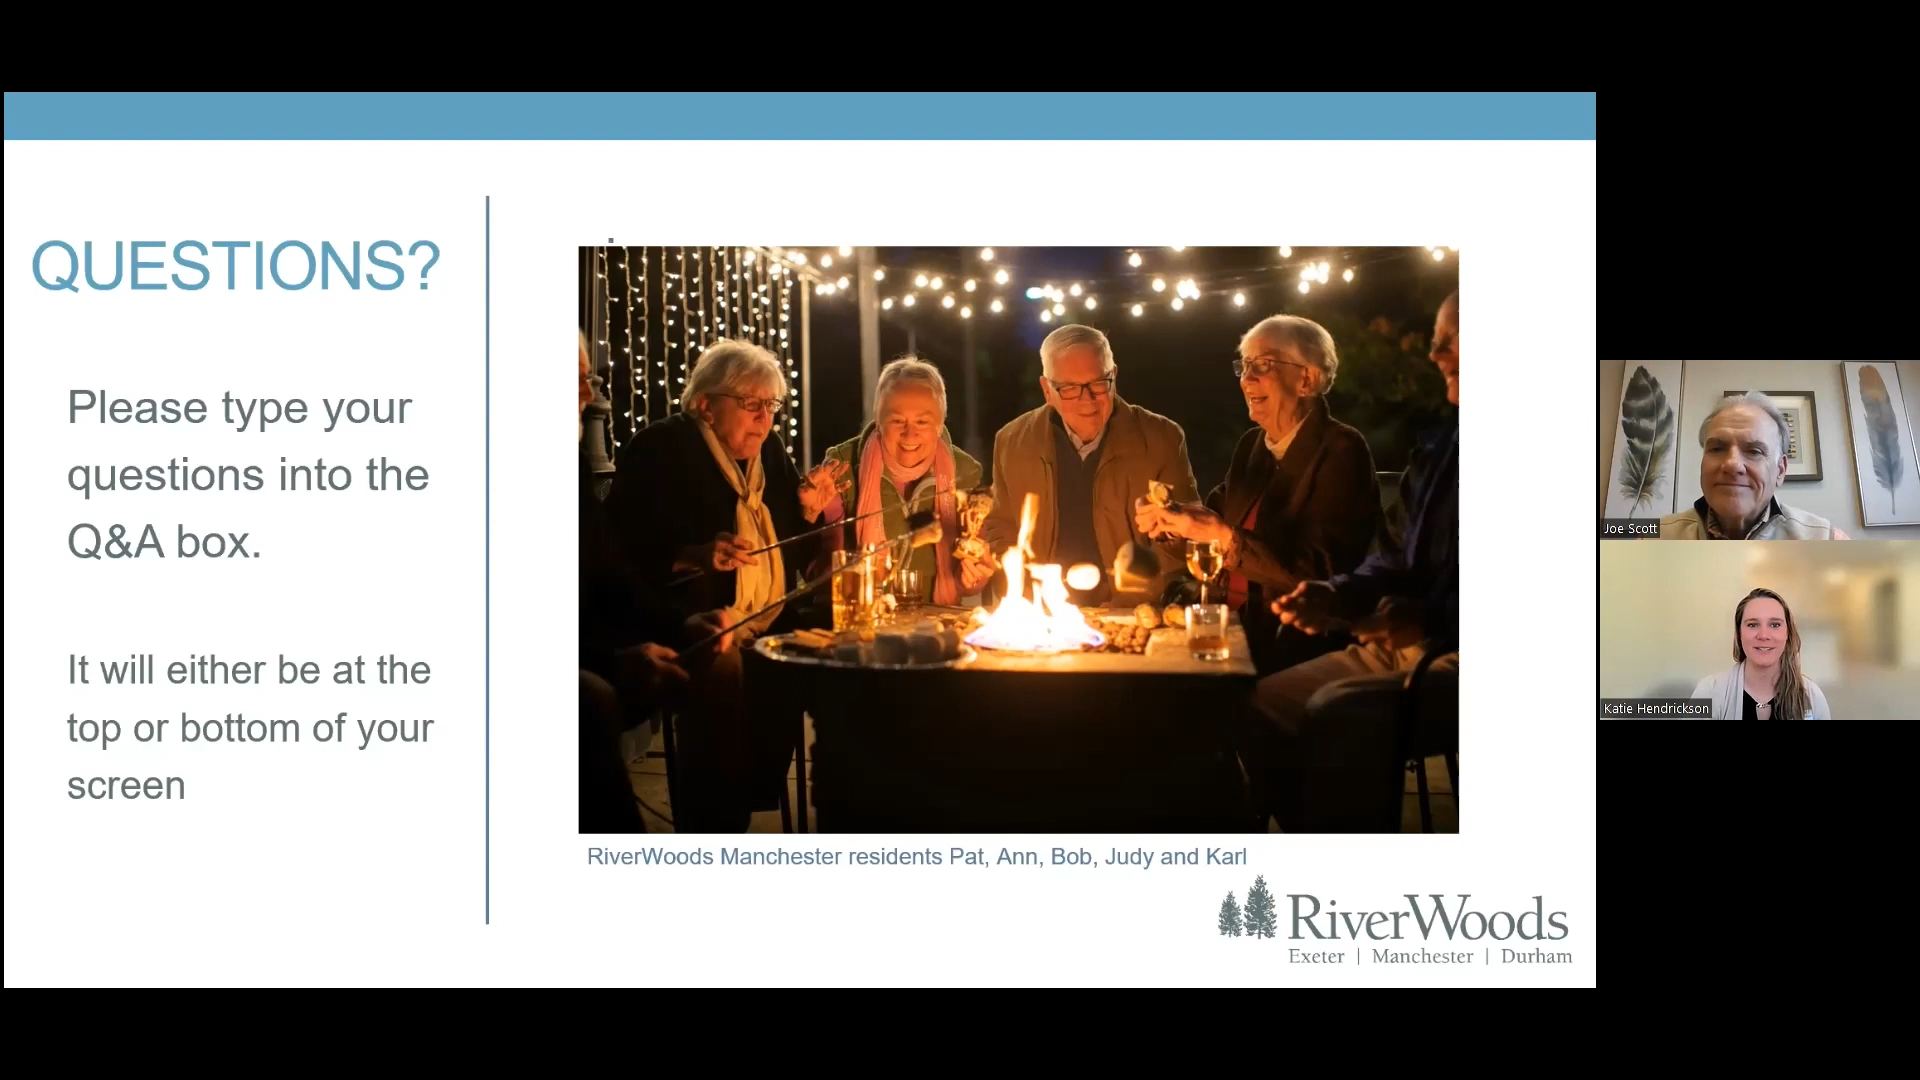 QUESTIONS?
Please type your
questions into the
Q&A box.
It will either be at the
top or bottom of your
screen
RiverWoods Manchester residents Pat, Ann, Bob, Judy and Karl
RiverWoods
Exeter | Manchester | Durham
Joe Scott
Katie Hendrickson